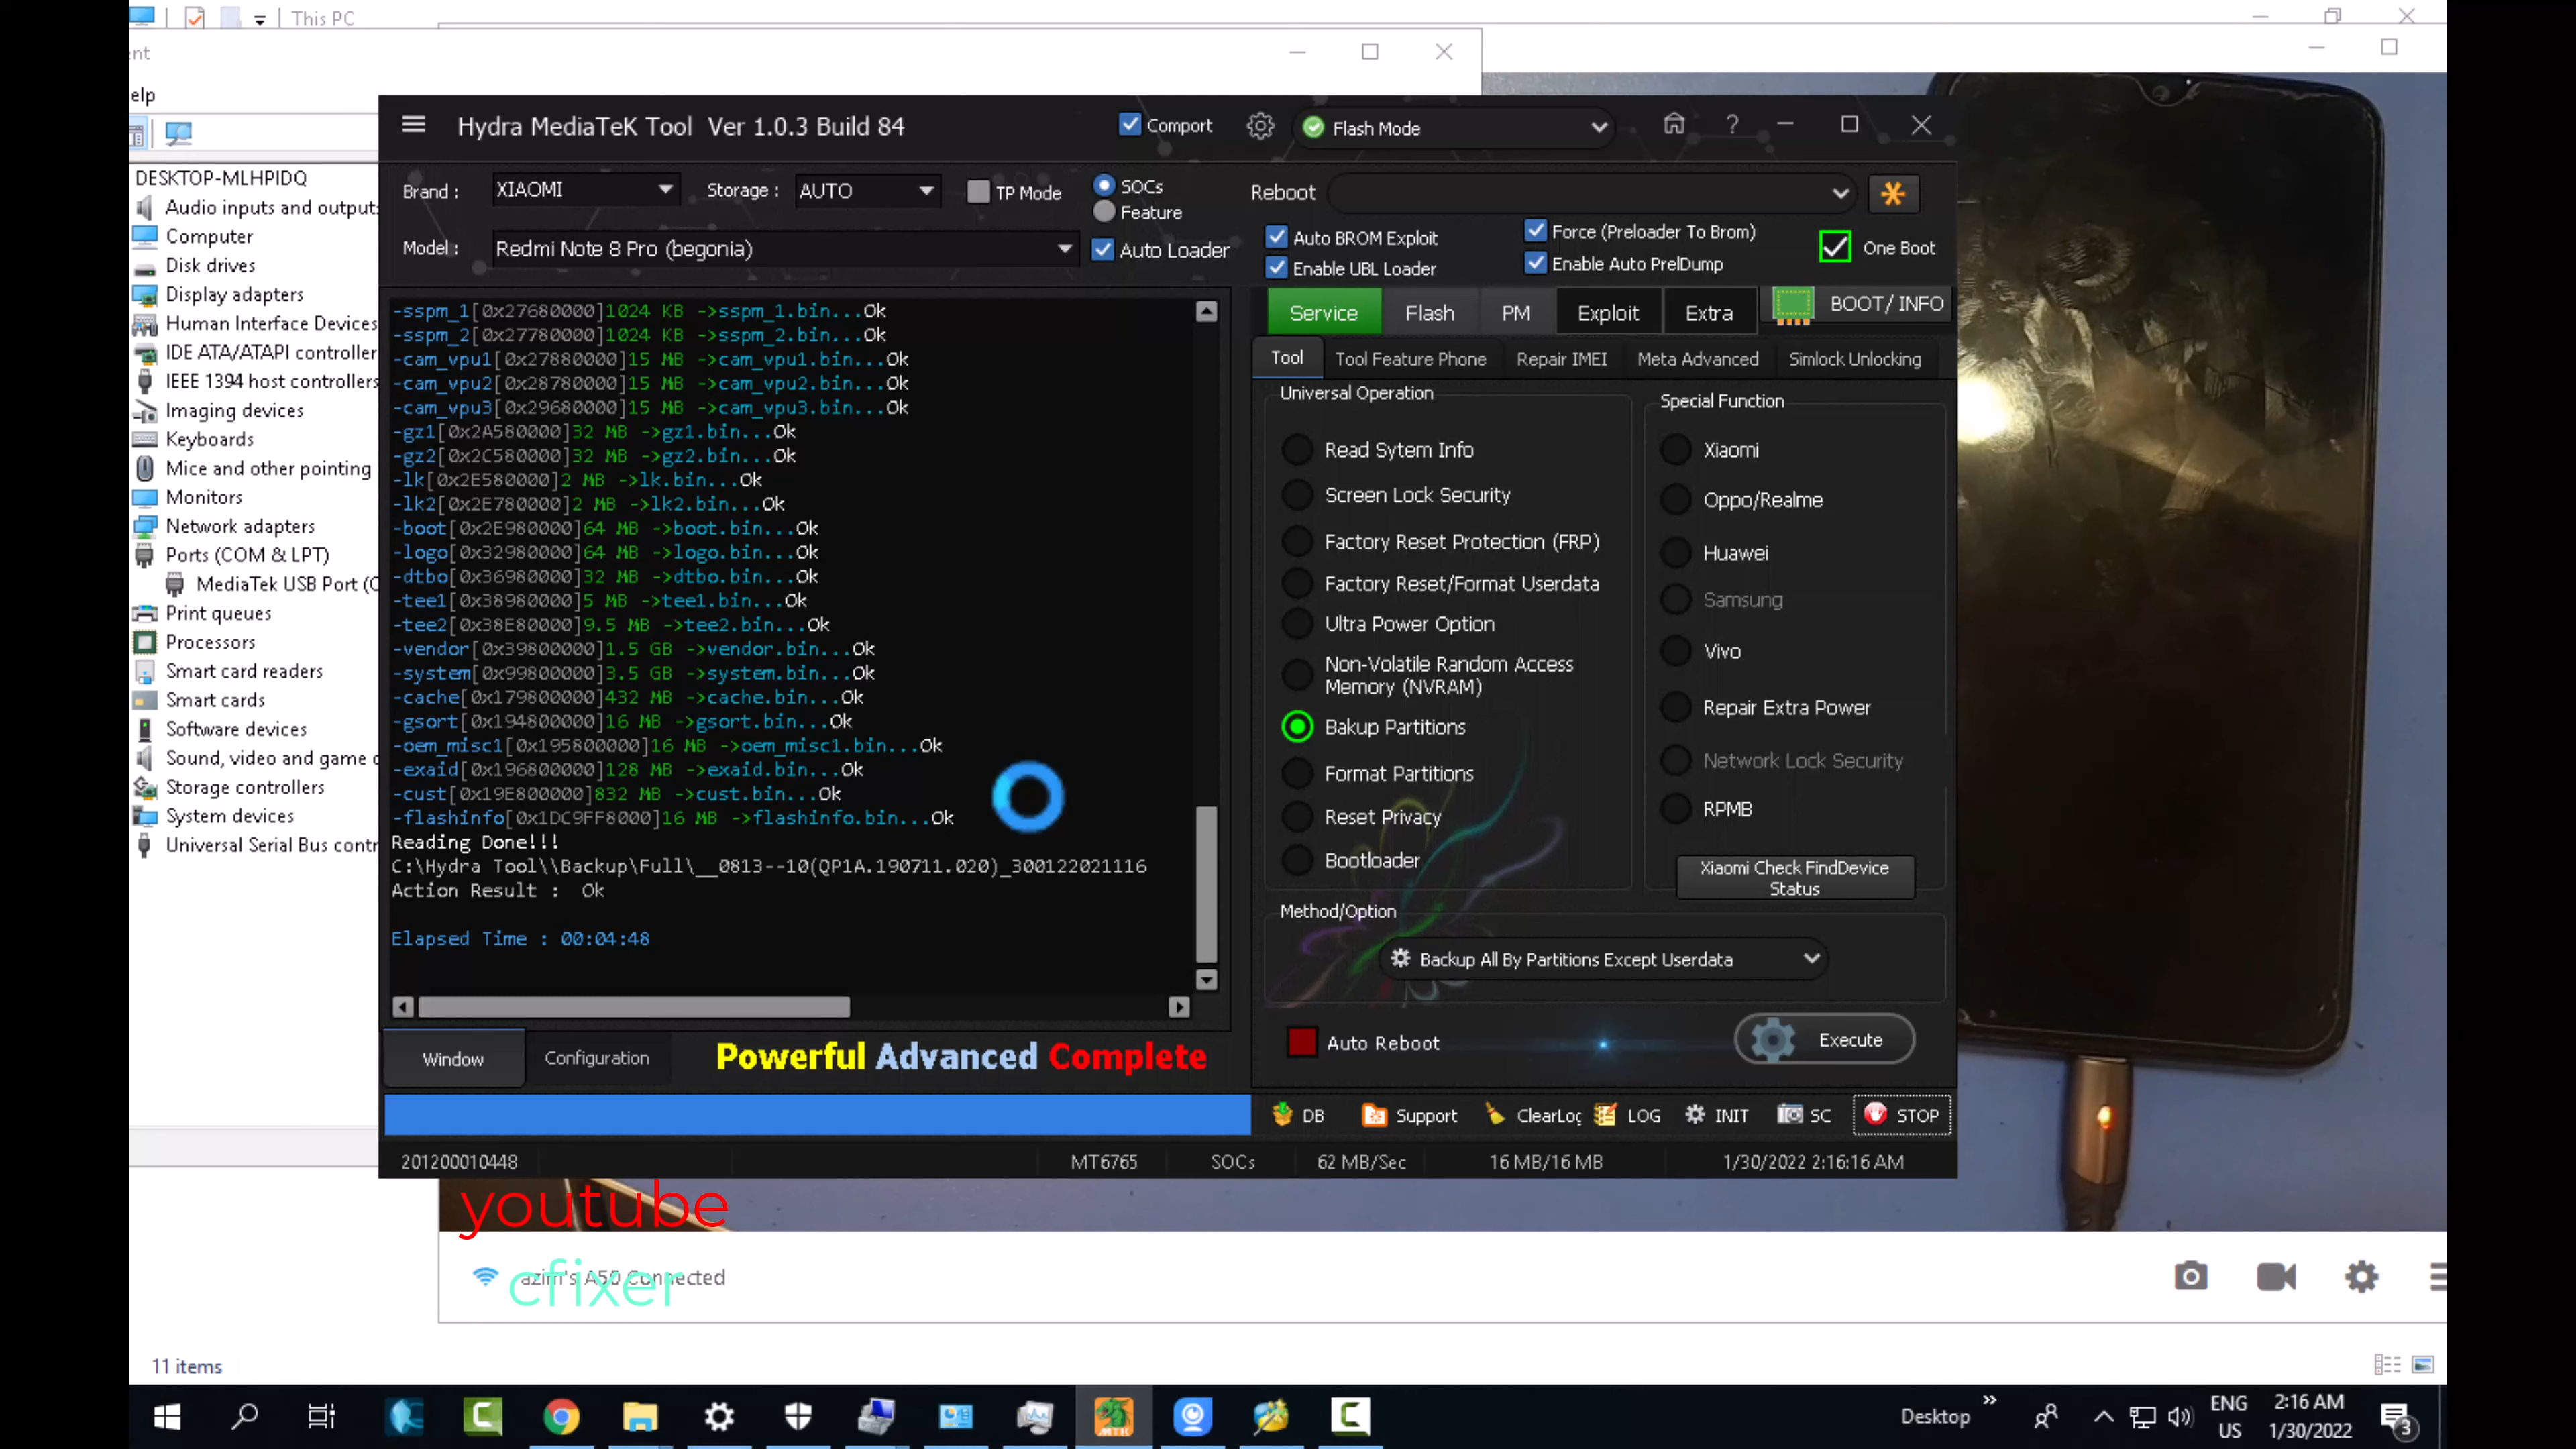 This PC
ent
elp
DESKTOP-MLHPIDQ
Audio inputs and outputs
Computer
Disk drives
Display adapters
Human Interface Devices
IDE ATA/ATAPI controller
IEEE 1394 host controllers
Imaging devices
Keyboards
Mice and other pointing
Monitors
Network adapters
Ports (COM & LPT)
MediaTek USB Port (C
Print queues
Processors
Smart card readers
Smart cards
Software devices
Sound, video and game c
Storage controllers
System devices
Universal Serial Bus contr
Hydra MediaTeK Tool Ver 1.0.3 Build 84
Comport
Flash Mode
?
Brand :
XIAOMI
Storage :
AUTO
TP Mode
SOCs
Feature
Model :
Redmi Note 8 Pro (begonia)
Auto Loader
Reboot
Auto BROM Exploit
Enable UBL Loader
Force (Preloader To Brom)
Enable Auto PrelDump
One Boot
-sspm_1[0x27680000]1024 KB ->sspm_1.bin...Ok
-sspm_2[0x27780000]1024 KB ->sspm_2.bin...Ok
-cam_vpu1[0x27880000]15 MB ->cam_vpu1.bin...Ok
-cam_vpu2[0x28780000]15 MB ->cam_vpu2.bin...Ok
-cam_vpu3[0x29680000]15 MB ->cam_vpu3.bin...Ok
-gz1[0x2A580000]32 MB ->gz1.bin...Ok
-gz2[0x2C580000]32 MB ->gz2.bin...Ok
-lk[0x2E580000]2 MB ->lk.bin...Ok
-lk2[0x2E780000]2 MB ->lk2.bin...Ok
-boot[0x2E980000]64 MB ->boot.bin...Ok
-logo[0x32980000]64 MB ->logo.bin...Ok
-dtbo[0x36980000]32 MB ->dtbo.bin...Ok
-tee1[0x38980000]5 MB ->tee1.bin...Ok
-tee2[0x38E80000]9.5 MB ->tee2.bin...Ok
-vendor[0x39800000]1.5 GB ->vendor.bin...Ok
-system[0x99800000]3.5 GB ->system.bin...Ok
-cache[0x179800000]432 MB ->cache.bin...Ok
-gsort[0x194800000]16 MB ->gsort.bin...Ok
-oem_misc1[0x195800000]16 MB ->oem_misc1.bin...Ok
-exaid[0x196800000]128 MB ->exaid.bin...Ok
-cust[0x19E800000]832 MB ->cust.bin...Ok
-flashinfo[0x1DC9FF8000]16 MB ->flashinfo.bin...Ok
Reading Done!!!
C:\Hydra Tool\\Backup\Full\__0813--10(QP1A.190711.020)_300122021116
Action Result : Ok
Elapsed Time : 00:04:48
Service
Flash
PM
Exploit
Extra
BOOT/ INFO
Tool
Tool Feature Phone
Repair IMEI
Meta Advanced
Simlock Unlocking
Universal Operation
Read Sytem Info
Screen Lock Security
Factory Reset Protection (FRP)
Factory Reset/Format Userdata
Ultra Power Option
Non-Volatile Random Access
Memory (NVRAM)
Bakup Partitions
Format Partitions
Reset Privacy
Bootloader
Special Function
Xiaomi
Oppo/Realme
Huawei
Samsung
Vivo
Repair Extra Power
Network Lock Security
RPMB
Xiaomi Check FindDevice
Status
Method/Option
Backup All By Partitions Except Userdata
Auto Reboot
Execute
Window
Configuration
Powerful Advanced Complete
DB
Support
ClearLog
LOG
INIT
SC
STOP
201200010448
MT6765
SOCs
62 MB/Sec
16 MB/16 MB
1/30/2022 2:16:16 AM
youtube
azim's A50 Connected
cfixer
11 items
MTK
Desktop
ENG
US
2:16 AM
1/30/2022
3